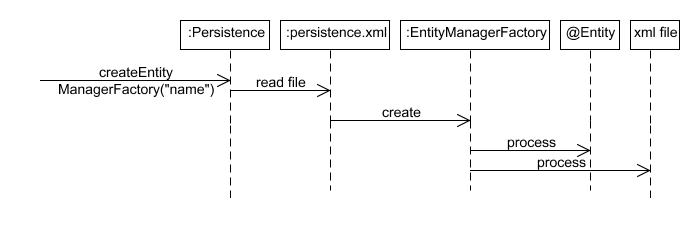 :Persistence
:persistence.xml
:EntityManagerFactory
@Entity
xml file
createEntity
ManagerFactory("name")
read file
create
process
process